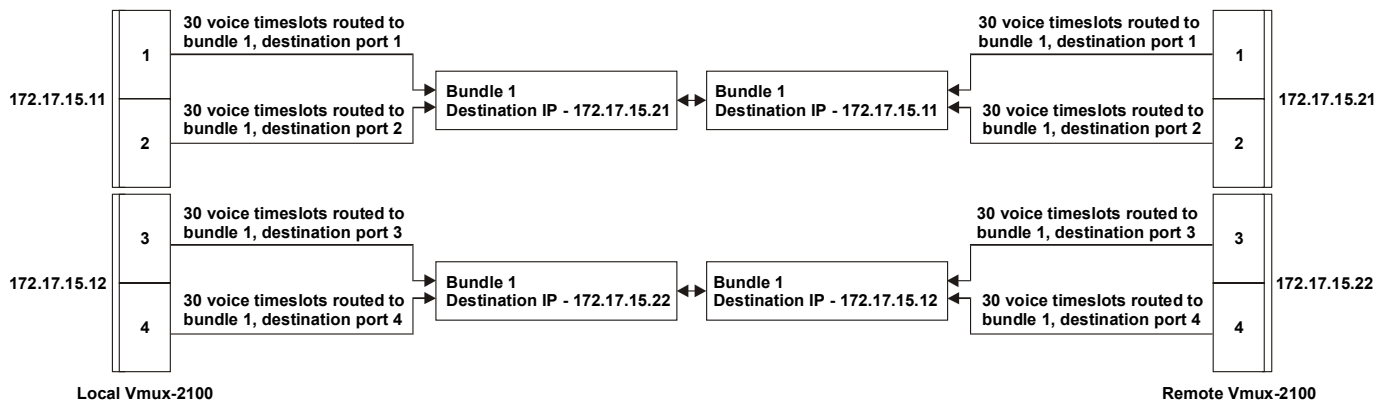 30 voice timeslots routed to
bundle 1, destination port 1
30 voice timeslots routed to
bundle 1, destination port 1
1
1
172.17.15.11
Bundle 1
Destination IP - 172.17.15.21
Bundle 1
Destination IP - 172.17.15.11
172.17.15.21
30 voice timeslots routed to
bundle 1, destination port 2
30 voice timeslots routed to
bundle 1, destination port 2
2
2
30 voice timeslots routed to
bundle 1, destination port 3
30 voice timeslots routed to
bundle 1, destination port 3
3
3
172.17.15.12
Bundle 1
Destination IP - 172.17.15.22
Bundle 1
Destination IP - 172.17.15.12
172.17.15.22
30 voice timeslots routed to
bundle 1, destination port 4
30 voice timeslots routed to
bundle 1, destination port 4
4
4
Local Vmux-2100
Remote Vmux-2100